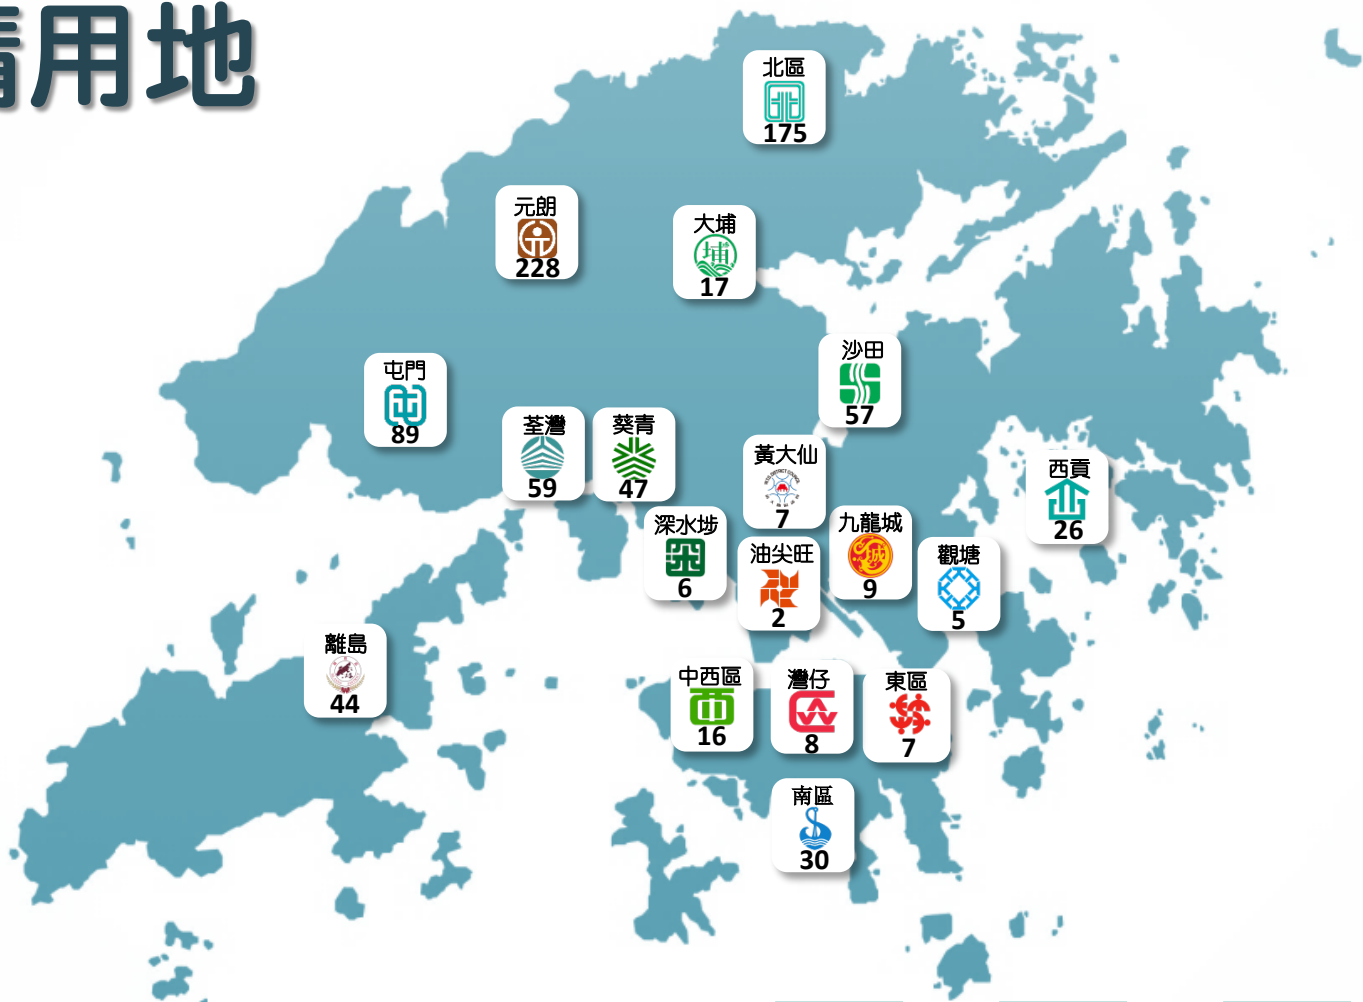 用地
北區
175
元朗
228
大埔
埔
17
沙田
57
屯門
89
荃灣
59
葵青
47
黃大仙
7
西貢
26
深水埗
6
九龍城
城
9
油尖旺
2
觀塘
5
離島
44
中西區
16
灣仔
8
東區
7
南區
30